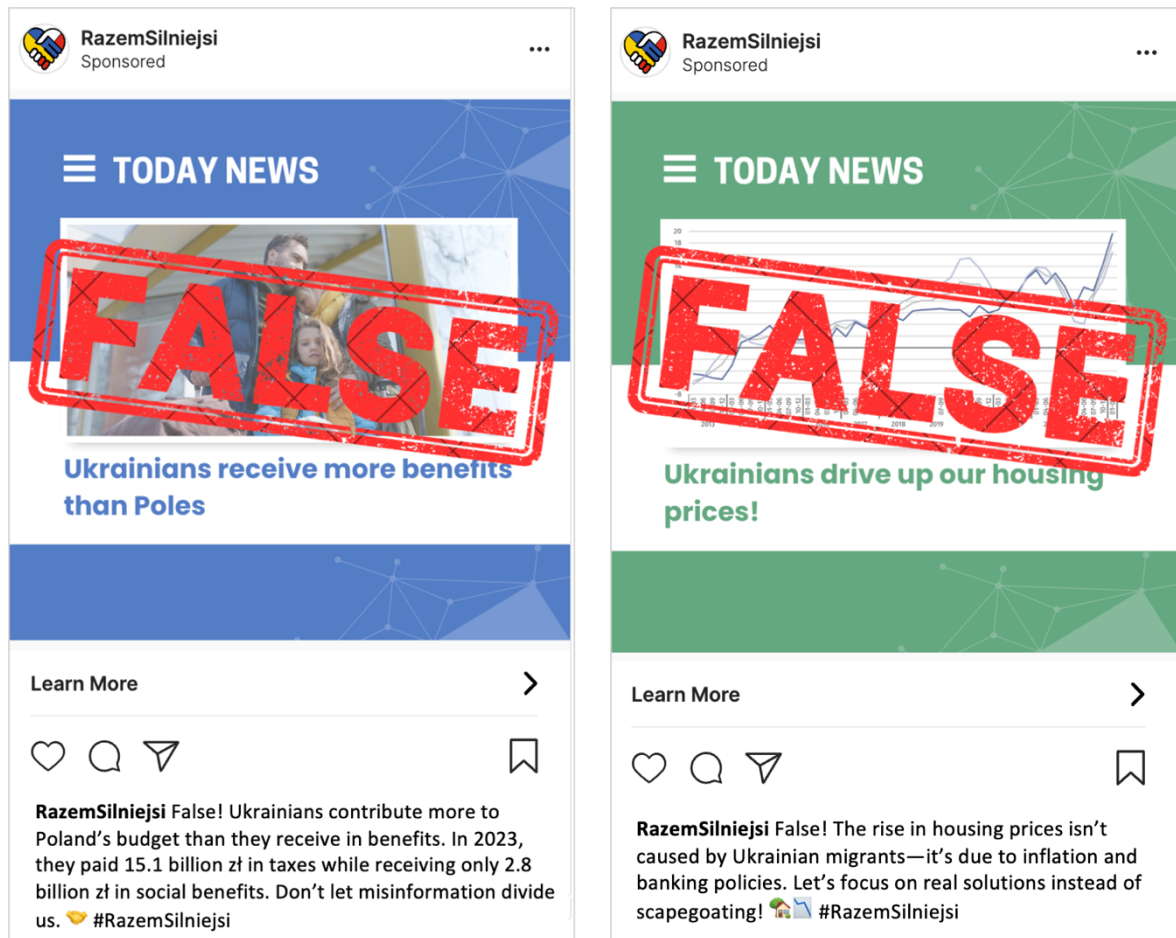 RazemSilniejsi
Sponsored
TODAY NEWS
FALSE
Ukrainians receive more benefits
than Poles
Learn More
RazemSilniejsi False! Ukrainians contribute more to
Poland’s budget than they receive in benefits. In 2023,
they paid 15.1 billion zł in taxes while receiving only 2.8
billion zł in social benefits. Don’t let misinformation divide
us. 🤝 #RazemSilniejsi
RazemSilniejsi
Sponsored
TODAY NEWS
20
18
FALSE
2018
2019
Ukrainians drive up our housing
prices!
Learn More
RazemSilniejsi False! The rise in housing prices isn’t
caused by Ukrainian migrants—it’s due to inflation and
banking policies. Let’s focus on real solutions instead of
scapegoating! 🏡📉 #RazemSilniejsi